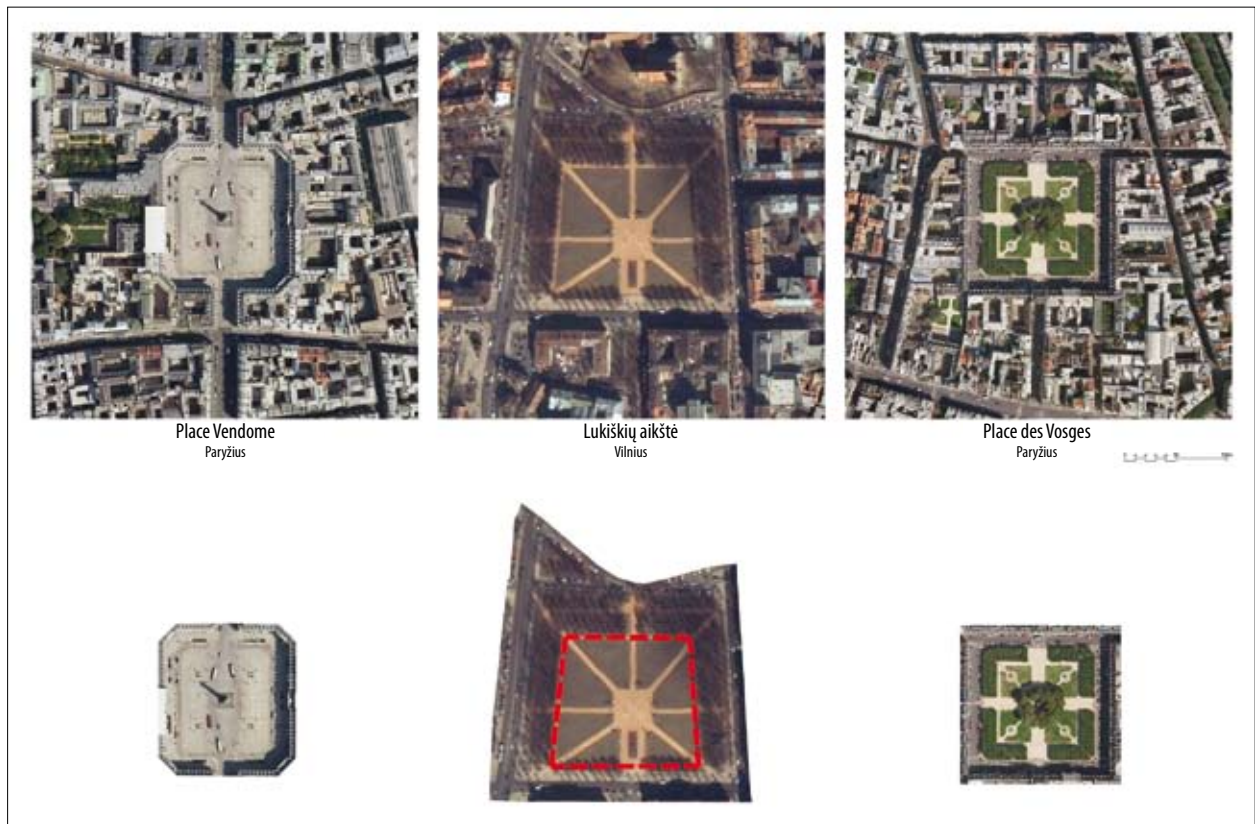 Place Vendome
Paryžius
Lukiškių aikštė
Vilnius
Place des Vosges
Paryžius